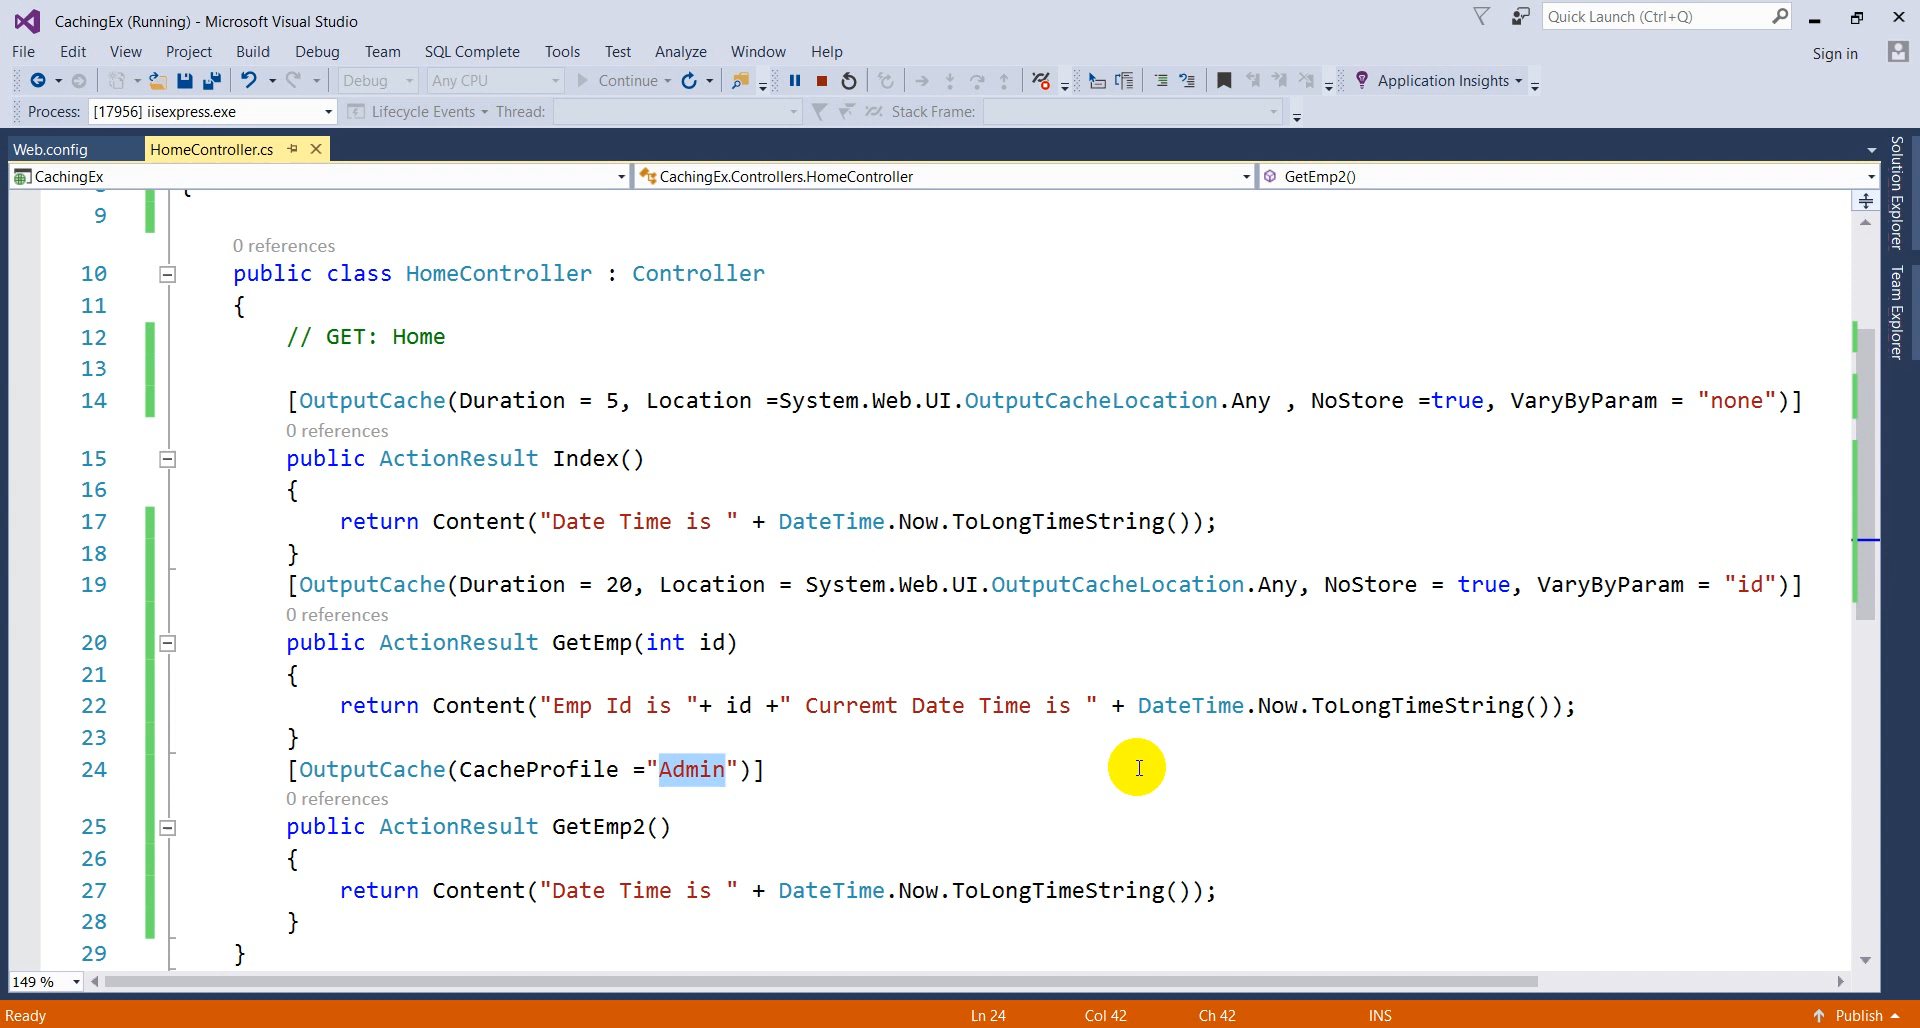 CachingEx (Running) - Microsoft Visual Studio
Quick Launch (Ctrl+Q)
File Edit View Project Build Debug Team SQL Complete Tools Test Analyze Window Help
Sign in
Debug Any CPU Continue Application Insights
Process: [17956] iisexpress.exe Lifecycle Events Thread: Stack Frame:
Web.config HomeController.cs
CachingEx CachingEx.Controllers.HomeController GetEmp2()
Solution Explorer
Team Explorer
{
9
0 references
10 public class HomeController : Controller
11 {
12 // GET: Home
13
14 [OutputCache(Duration = 5, Location =System.Web.UI.OutputCacheLocation.Any , NoStore =true, VaryByParam = "none")]
0 references
15 public ActionResult Index()
16 {
17 return Content("Date Time is " + DateTime.Now.ToLongTimeString());
18 }
19 [OutputCache(Duration = 20, Location = System.Web.UI.OutputCacheLocation.Any, NoStore = true, VaryByParam = "id")]
0 references
20 public ActionResult GetEmp(int id)
21 {
22 return Content("Emp Id is "+ id +" Curremt Date Time is " + DateTime.Now.ToLongTimeString());
23 }
24 [OutputCache(CacheProfile ="Admin")]
0 references
25 public ActionResult GetEmp2()
26 {
27 return Content("Date Time is " + DateTime.Now.ToLongTimeString());
28 }
29 }
149 %
Ready Ln 24 Col 42 Ch 42 INS Publish